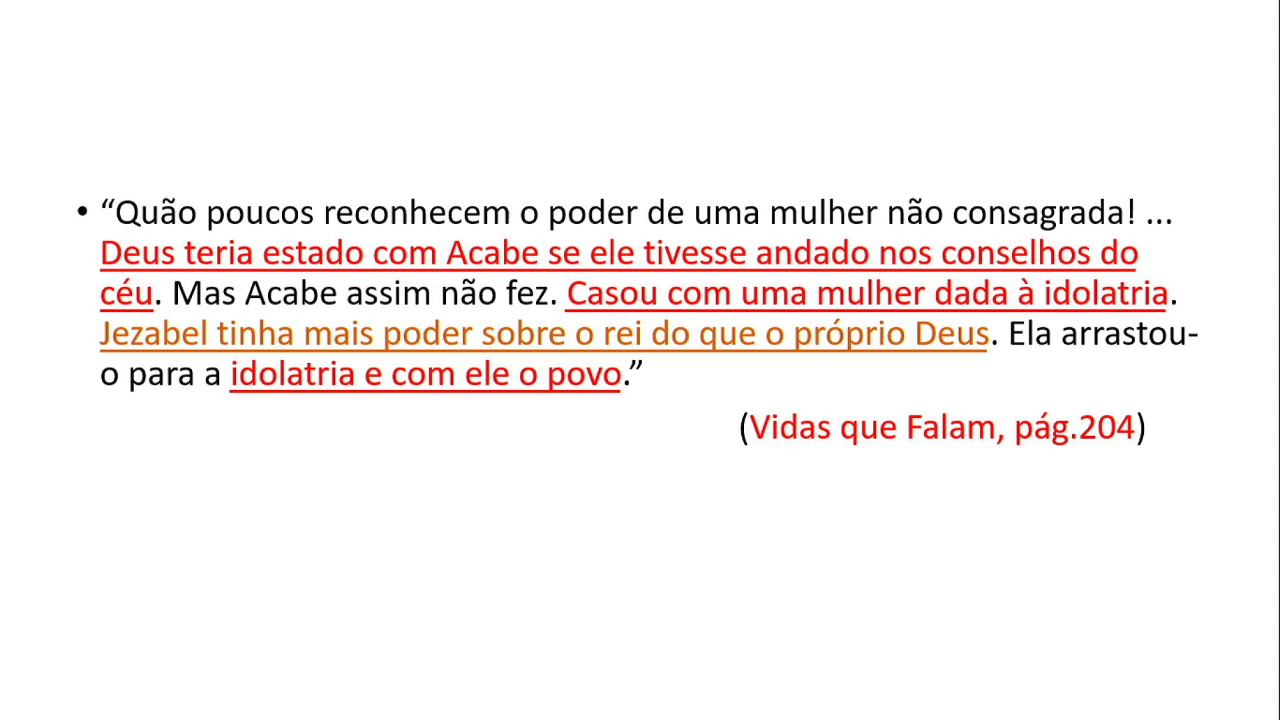 • “Quão poucos reconhecem o poder de uma mulher não consagrada! ...
Deus teria estado com Acabe se ele tivesse andado nos conselhos do
céu. Mas Acabe assim não fez. Casou com uma mulher dada à idolatria.
Jezabel tinha mais poder sobre o rei do que o próprio Deus. Ela arrastou-
o para a idolatria e com ele o povo.”
(Vidas que Falam, pág.204)